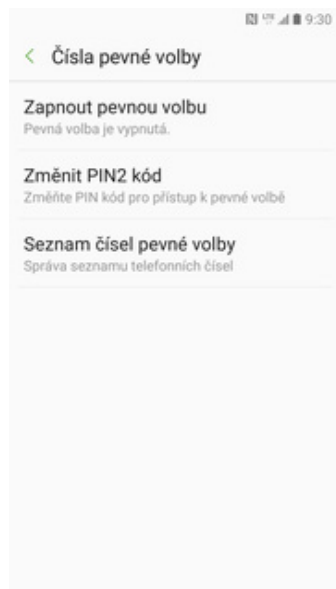 9:30
Čísla pevné volby
Zapnout pevnou volbu
Pevná volba je vypnutá.
Změnit PIN2 kód
Změňte PIN kód pro přístup k pevné volbě
Seznam čísel pevné volby
Správa seznamu telefonních čísel